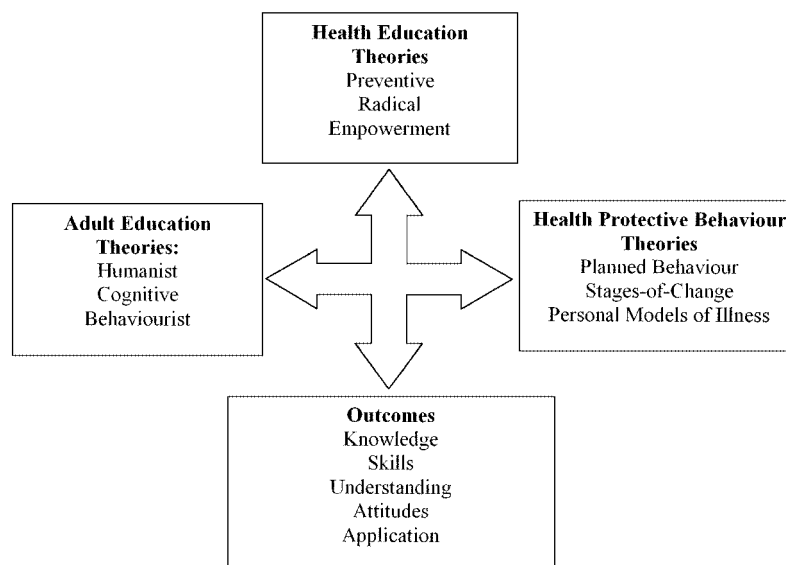 Health Education
Theories
Preventive
Radical
Empowerment
Adult Education
Theories:
Humanist
Cognitive
Behaviourist
Health Protective Behaviour
Theories
Planned Behaviour
Stages-of-Change
Personal Models of Illness
Outcomes
Knowledge
Skills
Understanding
Attitudes
Application